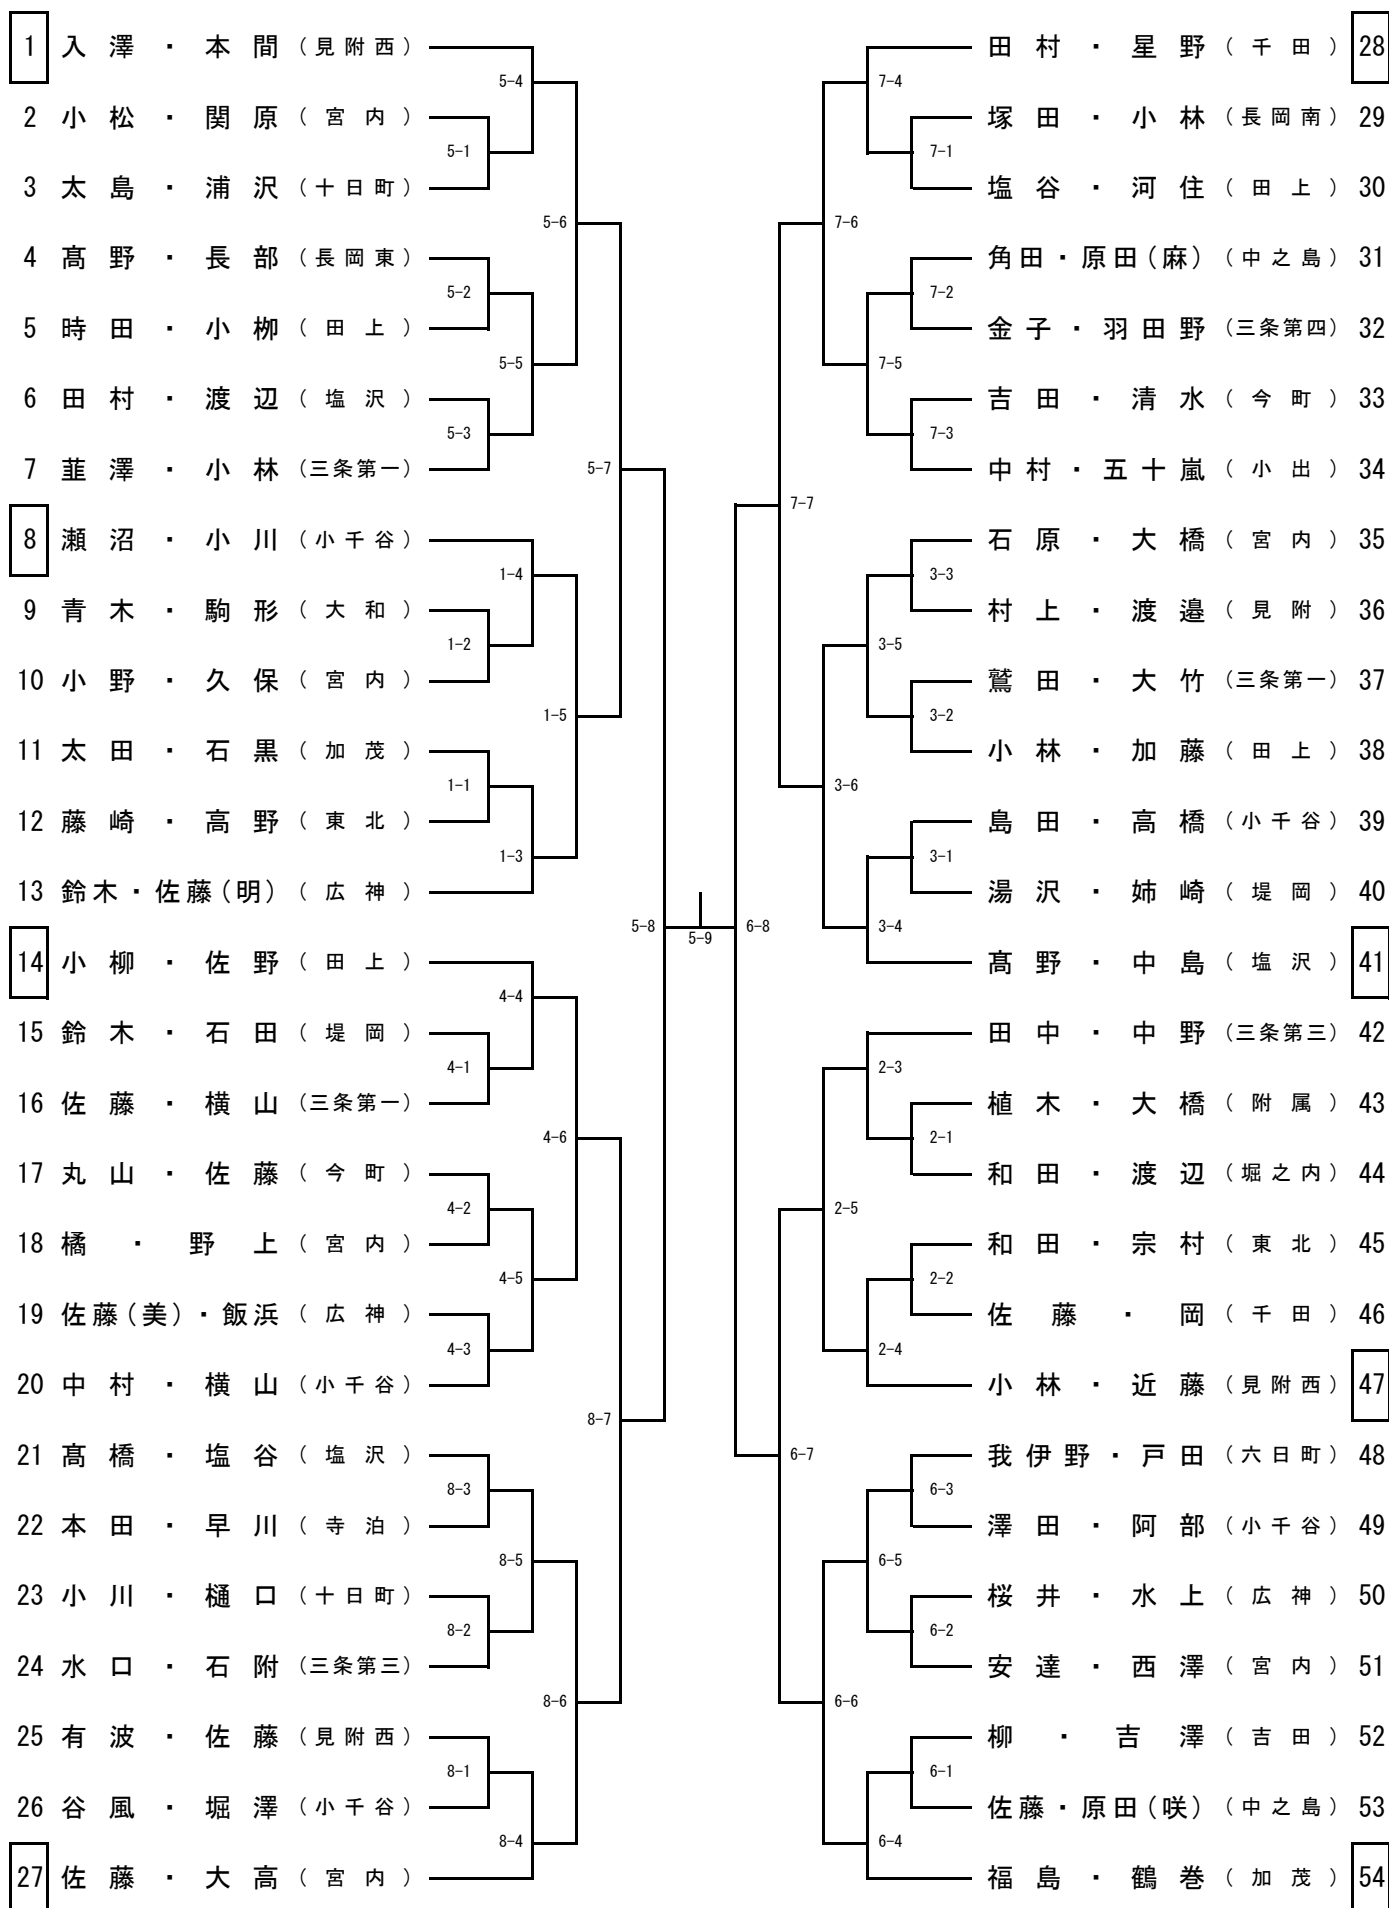 1 入澤・本間 （見附西）
2 小松・関原 （宮内）
3 太島・浦沢 （十日町）
4 髙野・長部 （長岡東）
5 時田・小栁 （田上）
6 田村・渡辺 （塩沢）
7 韮澤・小林 （三条第一）
8 瀬沼・小川 （小千谷）
9 青木・駒形 （大和）
10 小野・久保 （宮内）
11 太田・石黒 （加茂）
12 藤崎・高野 （東北）
13 鈴木・佐藤（明） （広神）
14 小柳・佐野 （田上）
15 鈴木・石田 （堤岡）
16 佐藤・横山 （三条第一）
17 丸山・佐藤 （今町）
18 橘・野上 （宮内）
19 佐藤（美）・飯浜 （広神）
20 中村・横山 （小千谷）
21 髙橋・塩谷 （塩沢）
22 本田・早川 （寺泊）
23 小川・樋口 （十日町）
24 水口・石附 （三条第三）
25 有波・佐藤 （見附西）
26 谷風・堀澤 （小千谷）
27 佐藤・大高 （宮内）
5-4
5-1
5-6
5-2
5-5
5-3
5-7
1-4
1-2
1-5
1-1
1-3
5-8
4-4
4-1
4-6
4-2
4-5
4-3
8-7
8-3
8-5
8-2
8-6
8-1
8-4
5-9
6-8
7-4
7-1
7-6
7-2
7-5
7-3
7-7
3-3
3-5
3-2
3-6
3-1
3-4
2-3
2-1
2-5
2-2
2-4
6-7
6-3
6-5
6-2
6-6
6-1
6-4
田村・星野 （千田） 28
塚田・小林 （長岡南） 29
塩谷・河住 （田上） 30
角田・原田（麻） （中之島） 31
金子・羽田野 （三条第四） 32
吉田・清水 （今町） 33
中村・五十嵐 （小出） 34
石原・大橋 （宮内） 35
村上・渡邉 （見附） 36
鷲田・大竹 （三条第一） 37
小林・加藤 （田上） 38
島田・高橋 （小千谷） 39
湯沢・姉崎 （堤岡） 40
髙野・中島 （塩沢） 41
田中・中野 （三条第三） 42
植木・大橋 （附属） 43
和田・渡辺 （堀之内） 44
和田・宗村 （東北） 45
佐藤・岡 （千田） 46
小林・近藤 （見附西） 47
我伊野・戸田 （六日町） 48
澤田・阿部 （小千谷） 49
桜井・水上 （広神） 50
安達・西澤 （宮内） 51
柳・吉澤 （吉田） 52
佐藤・原田（咲） （中之島） 53
福島・鶴巻 （加茂） 54